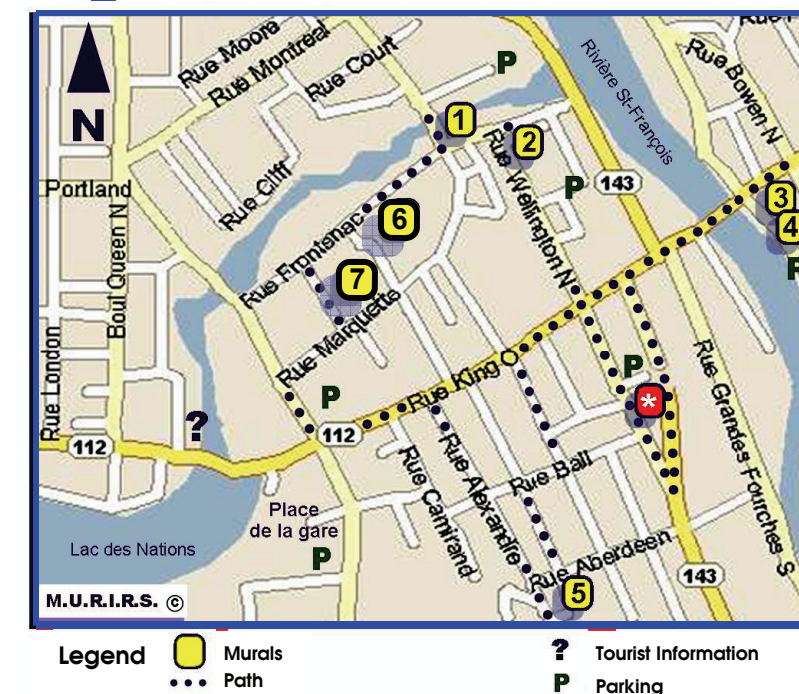 Rue Moore
Rue Montréal
Rue Court
P
Rivière St-François
Rue Bowen N
N
1
2
Rue Cliff
Rue Wellington N
P
143
Portland
3
4
P
Boul Queen N
Rue Frontenac
6
7
Rue Marquette
Rue London
P
?
P
*
Rue King O
112
112
Rue Grandes Fourches S
Rue Ball
Rue Alexandre
Rue Camirand
Place
de la gare
P
Rue Aberdeen
Lac des Nations
143
5
M.U.R.I.R.S. ©
Legend
Murals
Path
? Tourist Information
P Parking